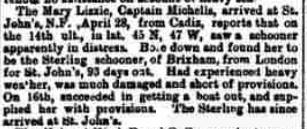 The Mary Lizzie, Captain Michells, arrived at St.
John's, N.F., April 28, from Cadiz, reports that on
the 14th ult., in lat. 45 N, 47 W, saw a schooner
apparently in distress. Bore down and found her to
be the Sterling schooner, of Brixham, from London
for St. John's, 93 days out. Had experienced heavy
weather, was much damaged and short of provisions.
On 16th, succeeded in getting a boat out, and sup-
plied her with provisions. The Sterling has since
arrived at St. John's.